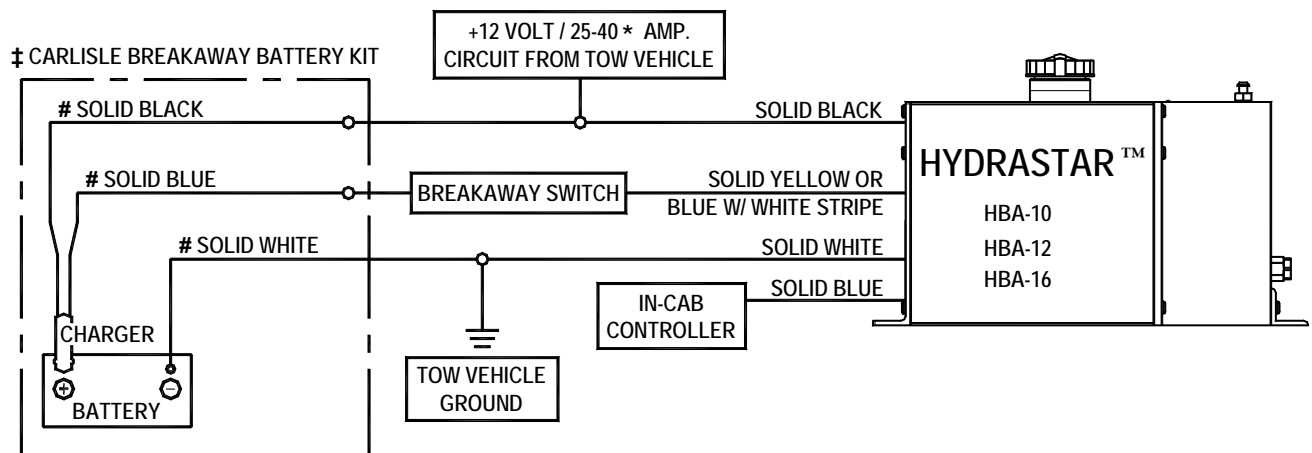 +12 VOLT / 25-40 * AMP.
CIRCUIT FROM TOW VEHICLE
‡ CARLISLE BREAKAWAY BATTERY KIT
# SOLID BLACK
SOLID BLACK
HYDRASTAR™
# SOLID BLUE
BREAKAWAY SWITCH
SOLID YELLOW OR
BLUE W/ WHITE STRIPE
HBA-10
HBA-12
HBA-16
# SOLID WHITE
SOLID WHITE
SOLID BLUE
IN-CAB
CONTROLLER
CHARGER
+
−
BATTERY
TOW VEHICLE
GROUND